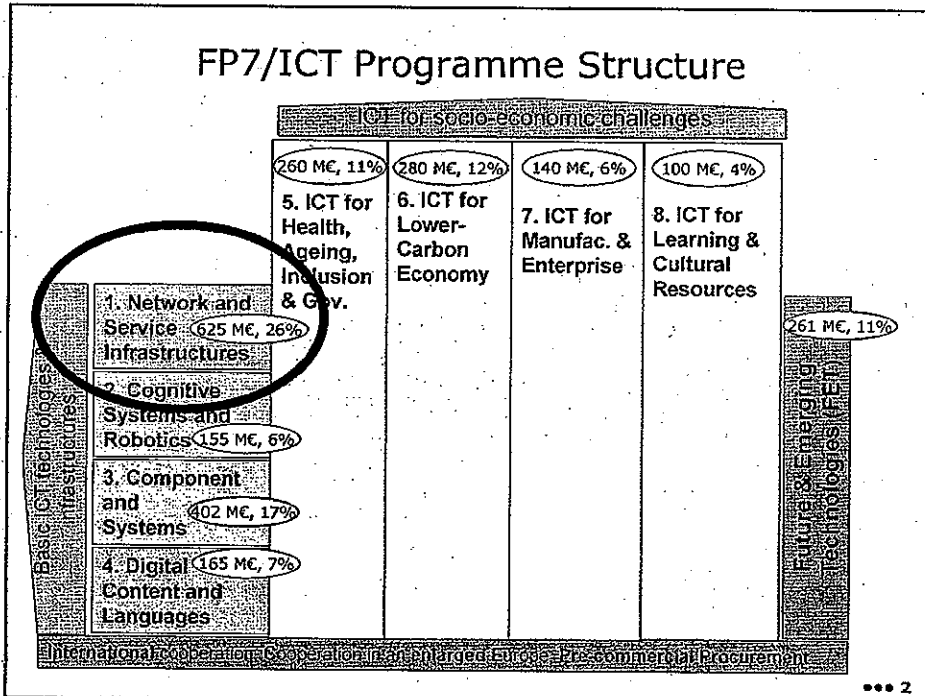 FP7/ICT Programme Structure
ICT for socio-economic challenges
260 M€, 11%
280 M€, 12%
140 M€, 6%
100 M€, 4%
5. ICT for
Health,
Ageing,
Inclusion
& Gov.
6. ICT for
Lower-
Carbon
Economy
7. ICT for
Manufac. &
Enterprise
8. ICT for
Learning &
Cultural
Resources
Basic ICT technologies &
infrastructures
1. Network and
Service 625 M€, 26%
Infrastructures
2. Cognitive
Systems and
Robotics 155 M€, 6%
3. Component
and
Systems 402 M€, 17%
4. Digital 165 M€, 7%
Content and
Languages
261 M€, 11%
Future & Emerging
Technologies (FET)
International cooperation, Cooperation in an enlarged Europe, Pre-commercial Procurement
••• 2